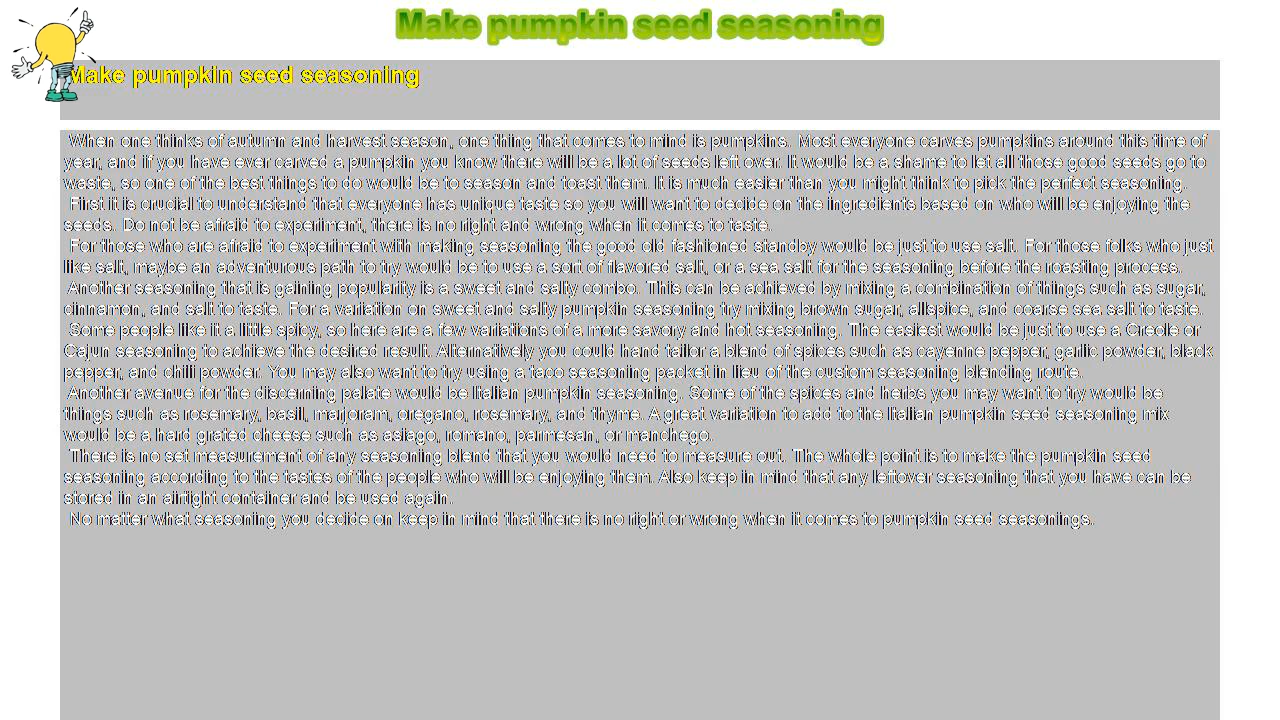 Make pumpkin seed seasoning
Make pumpkin seed seasoning
When one thinks of autumn and harvest season, one thing that comes to mind is pumpkins. Most everyone carves pumpkins around this time of
year, and if you have ever carved a pumpkin you know there will be a lot of seeds left over. It would be a shame to let all those good seeds go to
waste, so one of the best things to do would be to season and toast them. It is much easier than you might think to pick the perfect seasoning.
First it is crucial to understand that everyone has unique taste so you will want to decide on the ingredients based on who will be enjoying the
seeds. Do not be afraid to experiment, there is no right and wrong when it comes to taste.
For those who are afraid to experiment with making seasoning the good old fashioned standby would be just to use salt. For those folks who just
like salt, maybe an adventurous path to try would be to use a sort of flavored salt, or a sea salt for the seasoning before the roasting process.
Another seasoning that is gaining popularity is a sweet and salty combo. This can be achieved by mixing a combination of things such as sugar,
cinnamon, and salt to taste. For a variation on sweet and salty pumpkin seasoning try mixing brown sugar, allspice, and coarse sea salt to taste.
Some people like it a little spicy, so here are a few variations of a more savory and hot seasoning. The easiest would be just to use a Creole or
Cajun seasoning to achieve the desired result. Alternatively you could hand tailor a blend of spices such as cayenne pepper, garlic powder, black
pepper, and chili powder. You may also want to try using a taco seasoning packet in lieu of the custom seasoning blending route.
Another avenue for the discerning palate would be Italian pumpkin seasoning. Some of the spices and herbs you may want to try would be
things such as rosemary, basil, marjoram, oregano, rosemary, and thyme. A great variation to add to the Italian pumpkin seed seasoning mix
would be a hard grated cheese such as asiago, romano, parmesan, or manchego.
There is no set measurement of any seasoning blend that you would need to measure out. The whole point is to make the pumpkin seed
seasoning according to the tastes of the people who will be enjoying them. Also keep in mind that any leftover seasoning that you have can be
stored in an airtight container and be used again.
No matter what seasoning you decide on keep in mind that there is no right or wrong when it comes to pumpkin seed seasonings.